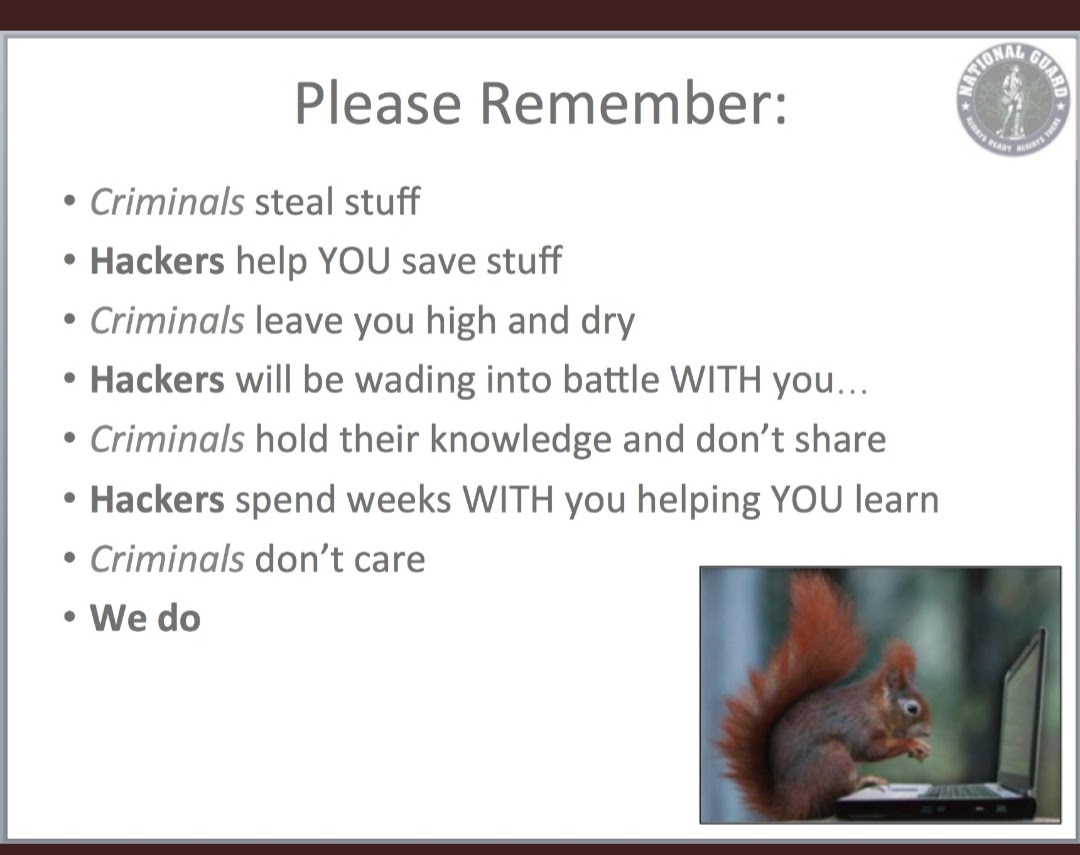 NATIONAL GUARD
ALWAYS READY ALWAYS THERE
Please Remember:
• Criminals steal stuff
• Hackers help YOU save stuff
• Criminals leave you high and dry
• Hackers will be wading into battle WITH you…
• Criminals hold their knowledge and don’t share
• Hackers spend weeks WITH you helping YOU learn
• Criminals don’t care
• We do